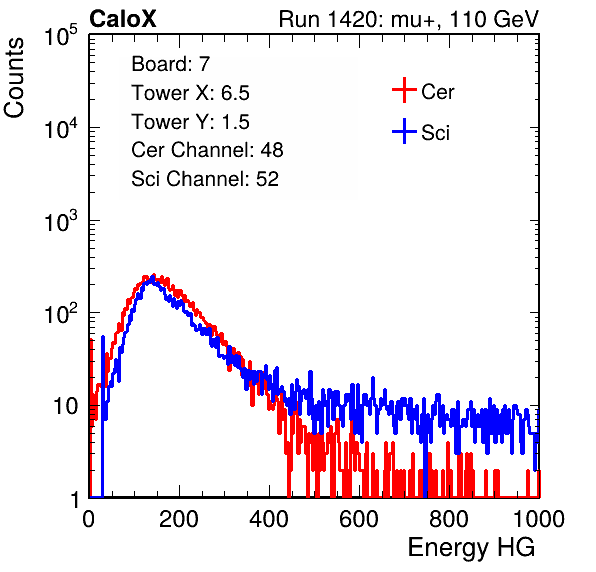 CaloX Run 1420: mu+, 110 GeV
Counts
Board: 7
Tower X: 6.5
Tower Y: 1.5
Cer Channel: 48
Sci Channel: 52
Cer
Sci
10^5
10^4
10^3
10^2
10
1
0 200 400 600 800 1000
Energy HG